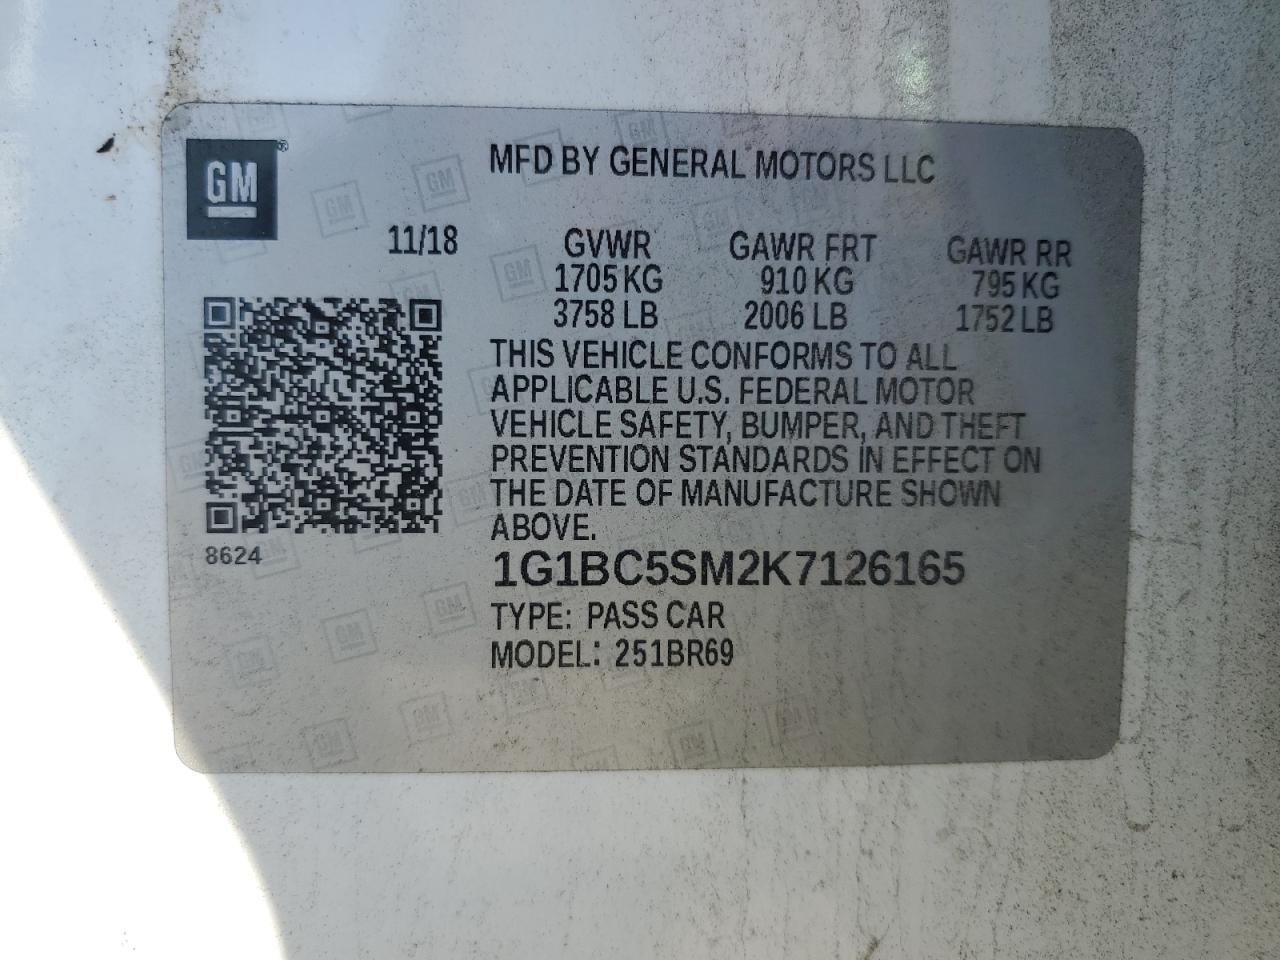 GM®
MFD BY GENERAL MOTORS LLC
11/18
GVWR GAWR FRT GAWR RR
1705 KG 910 KG 795 KG
3758 LB 2006 LB 1752 LB
THIS VEHICLE CONFORMS TO ALL
APPLICABLE U.S. FEDERAL MOTOR
VEHICLE SAFETY, BUMPER, AND THEFT
PREVENTION STANDARDS IN EFFECT ON
THE DATE OF MANUFACTURE SHOWN
ABOVE.
8624
1G1BC5SM2K7126165
TYPE: PASS CAR
MODEL: 251BR69